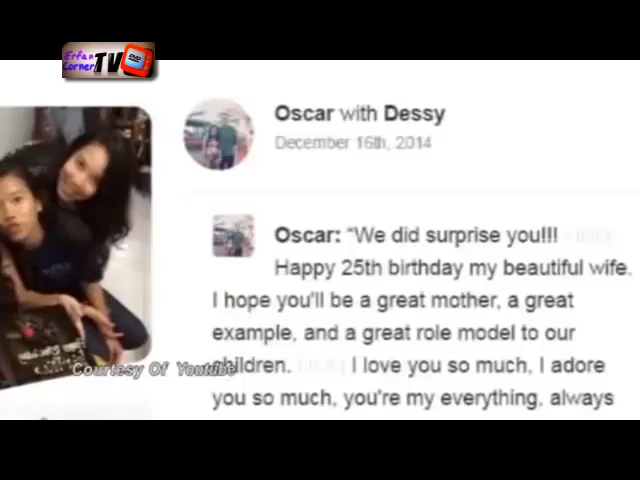 Erfan
Corner TV
DVD
Oscar with Dessy
December 16th, 2014
Oscar: "We did surprise you!!!
Happy 25th birthday my beautiful wife.
I hope you'll be a great mother, a great
example, and a great role model to our
children. I love you so much, I adore
you so much, you're my everything, always
Courtesy Of Youtube